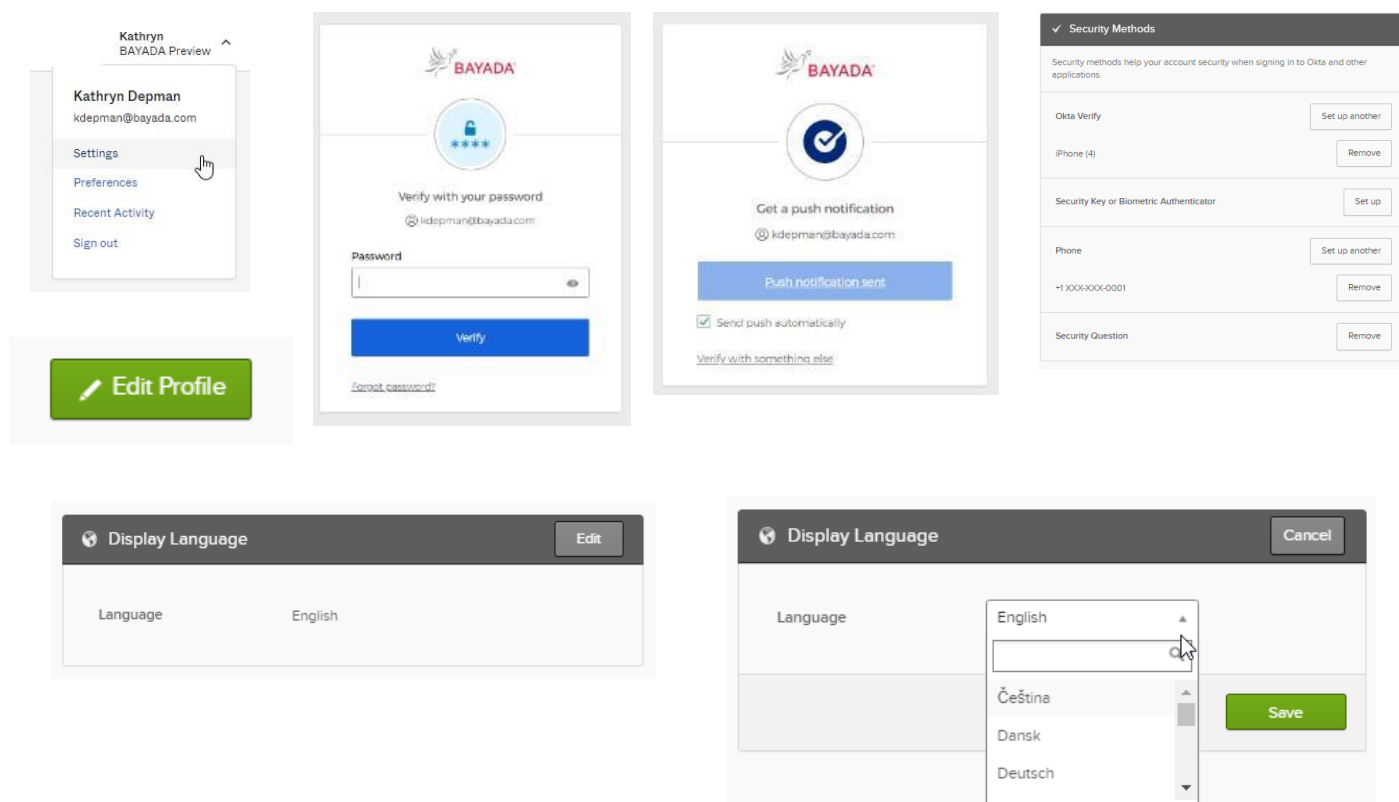 Kathryn
BAYADA Preview
Kathryn Depman
kdepman@bayada.com
Settings
Preferences
Recent Activity
Sign out
Edit Profile
BAYADA
****
Verify with your password
kdepman@bayada.com
Password
Verify
Forgot password?
BAYADA
Get a push notification
kdepman@bayada.com
Push notification sent
Send push automatically
Verify with something else
Security Methods
Security methods help your account security when signing in to Okta and other
applications.
Okta Verify Set up another
iPhone (4) Remove
Security Key or Biometric Authenticator Set up
Phone Set up another
+1 XXX-XXX-0001 Remove
Security Question Remove
Display Language Edit
Language English
Display Language Cancel
Language English
Čeština
Save
Dansk
Deutsch